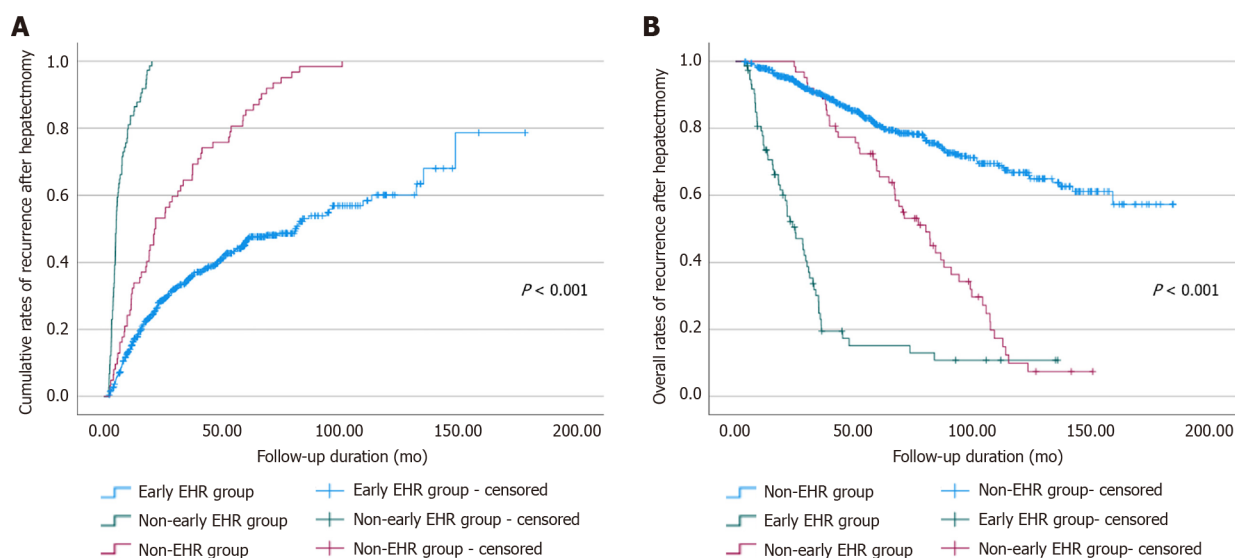 A
Cumulative rates of recurrence after hepatectmomy
1.0
0.8
0.6
0.4
0.2
0.0
P < 0.001
0.00 50.00 100.00 150.00 200.00
Follow-up duration (mo)
Early EHR group
Early EHR group - censored
Non-early EHR group
Non-early EHR group - censored
Non-EHR group
Non-EHR group - censored
B
Overall rates of recurrence after hepatectmomy
1.0
0.8
0.6
0.4
0.2
0.0
P < 0.001
0.00 50.00 100.00 150.00 200.00
Follow-up duration (mo)
Non-EHR group
Non-EHR group- censored
Early EHR group
Early EHR group- censored
Non-early EHR group
Non-early EHR group- censored